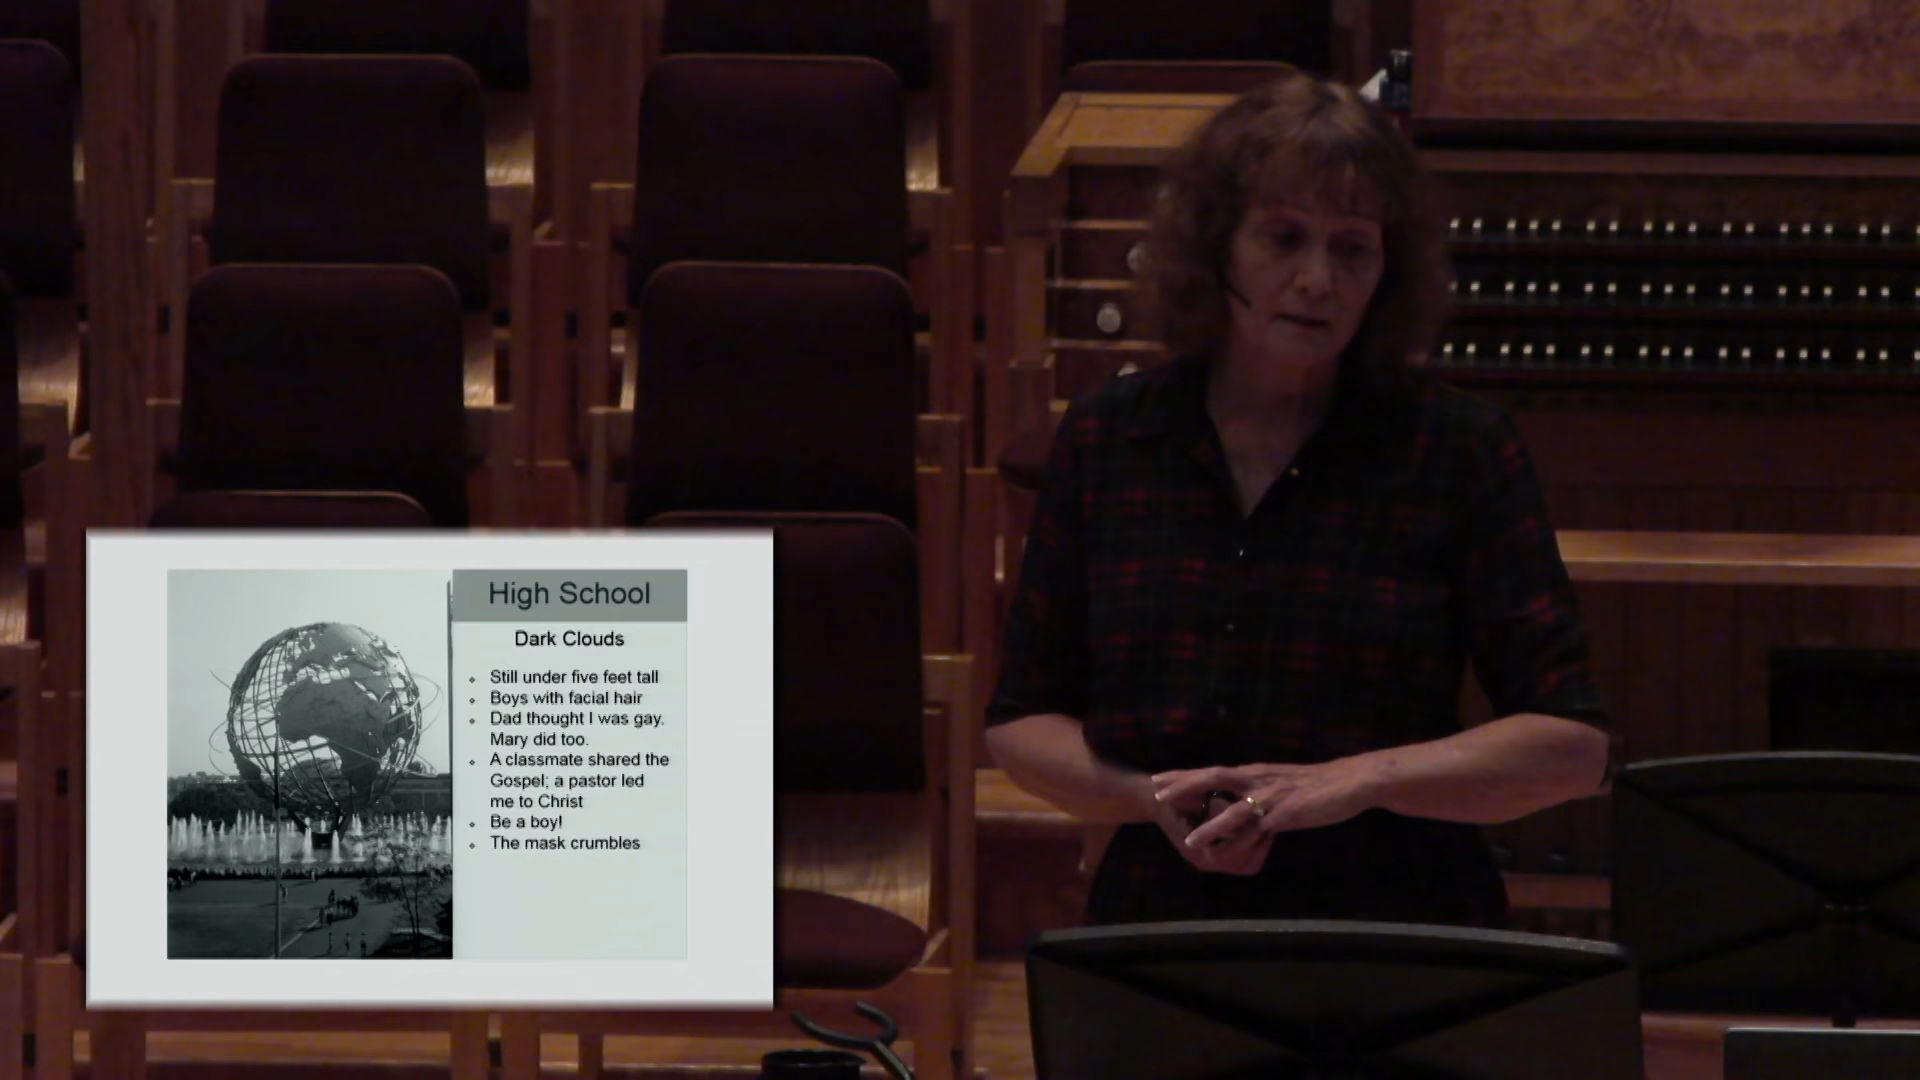 High School
Dark Clouds
Still under five feet tall
Boys with facial hair
Dad thought I was gay.
Mary did too.
A classmate shared the
Gospel; a pastor led
me to Christ
Be a boy!
The mask crumbles